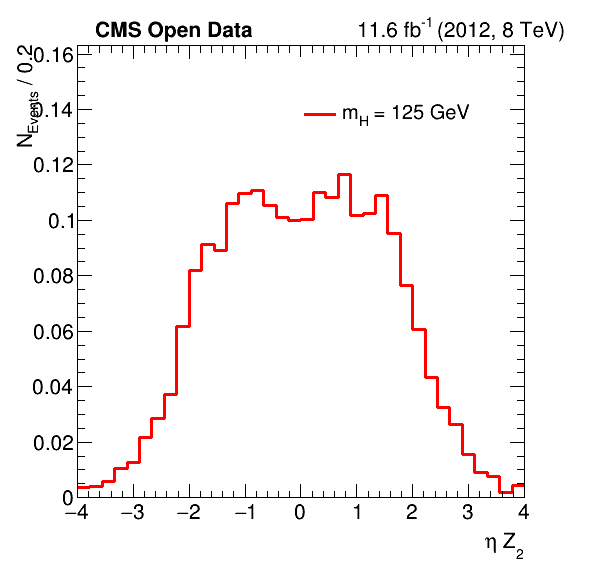 CMS Open Data 11.6 fb⁻¹ (2012, 8 TeV)
N_Events / 0.2
0.16
0.14
m_H = 125 GeV
0.12
0.1
0.08
0.06
0.04
0.02
0
−4 −3 −2 −1 0 1 2 3 4
η Z₂